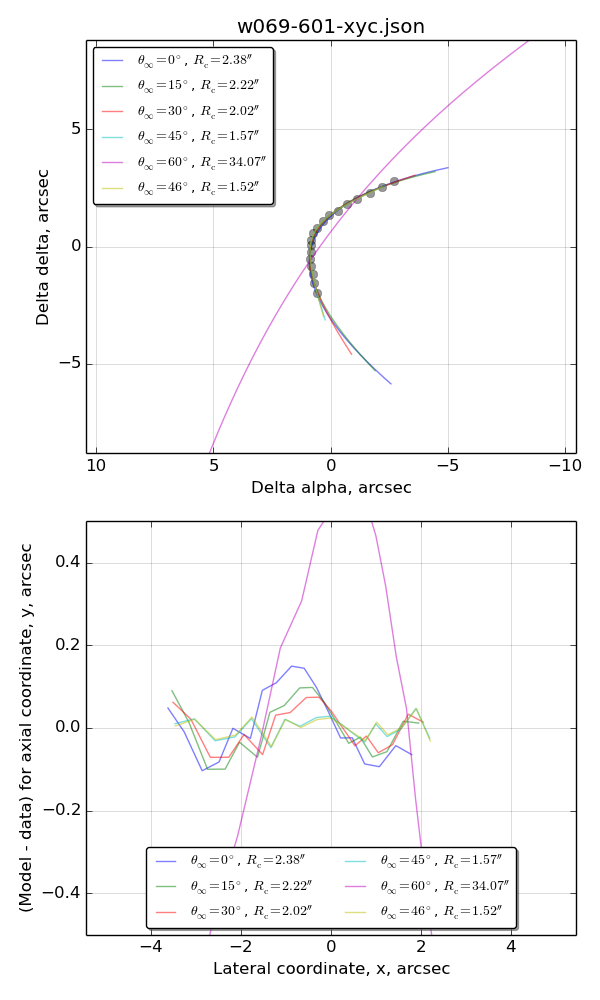 w069-601-xyc.json
θ∞=0°, Rc=2.38″
θ∞=15°, Rc=2.22″
θ∞=30°, Rc=2.02″
θ∞=45°, Rc=1.57″
θ∞=60°, Rc=34.07″
θ∞=46°, Rc=1.52″
5
0
−5
Delta delta, arcsec
10 5 0 −5 −10
Delta alpha, arcsec
0.4
0.2
0.0
−0.2
−0.4
(Model - data) for axial coordinate, y, arcsec
θ∞=0°, Rc=2.38″ θ∞=45°, Rc=1.57″
θ∞=15°, Rc=2.22″ θ∞=60°, Rc=34.07″
θ∞=30°, Rc=2.02″ θ∞=46°, Rc=1.52″
−4 −2 0 2 4
Lateral coordinate, x, arcsec